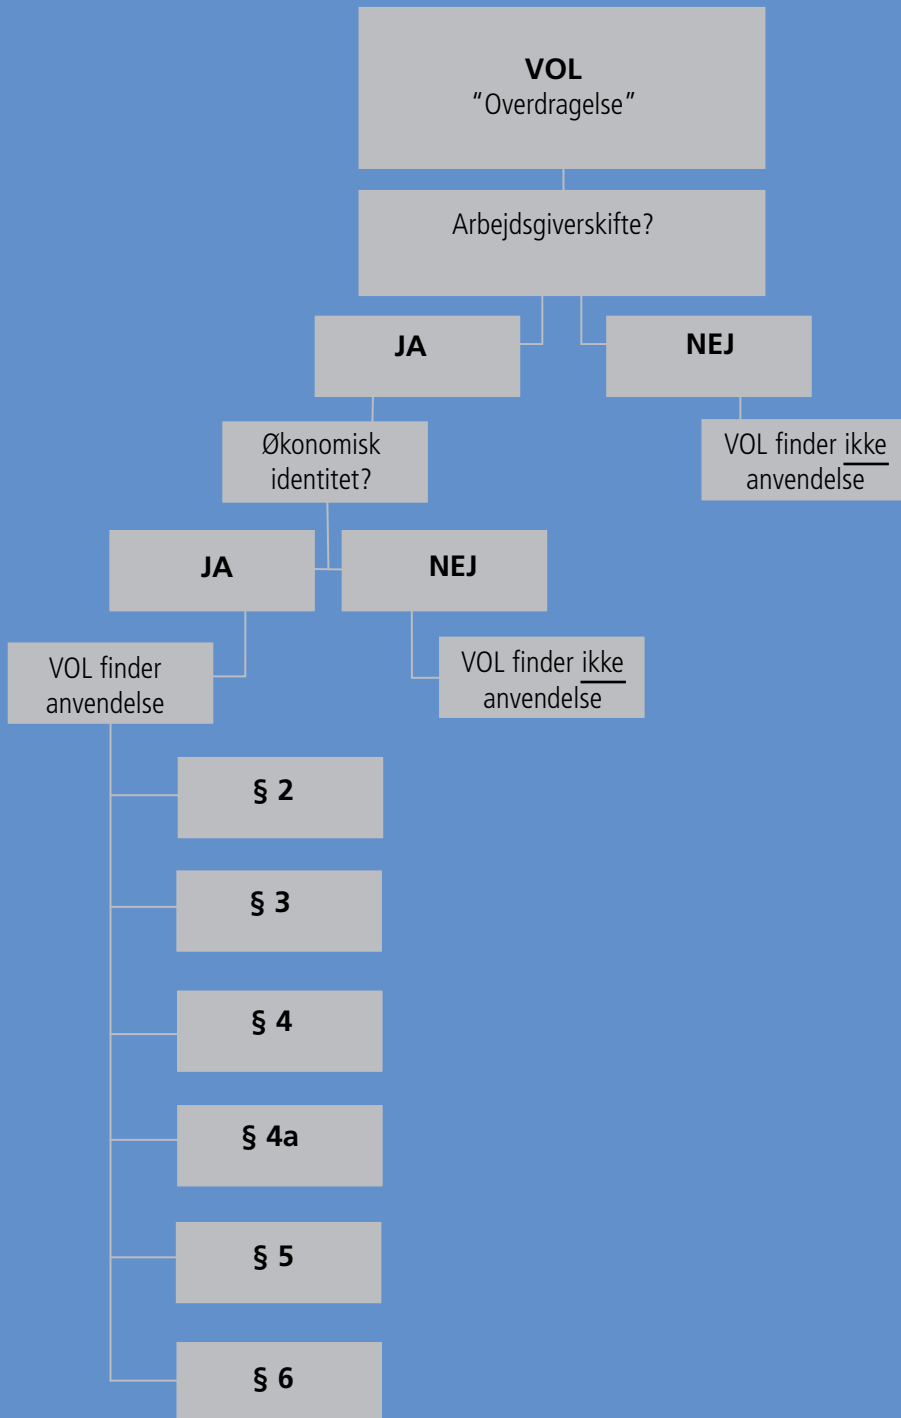 VOL
"Overdragelse"
Arbejdsgiverskifte?
JA
NEJ
Økonomisk
identitet?
VOL finder ikke
anvendelse
JA
NEJ
VOL finder
anvendelse
VOL finder ikke
anvendelse
§ 2
§ 3
§ 4
§ 4a
§ 5
§ 6